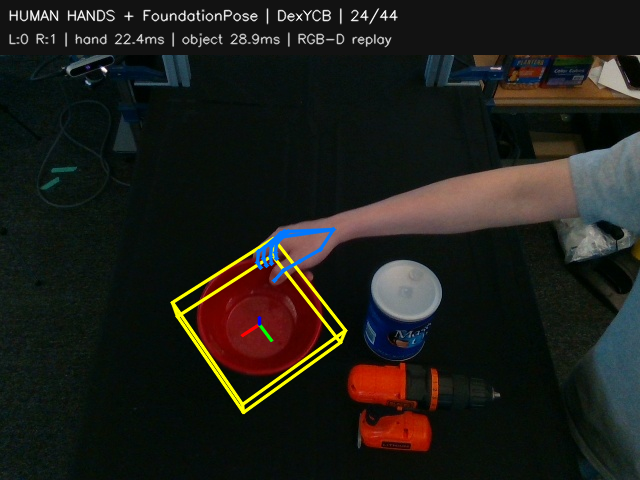 HUMAN HANDS + FoundationPose | DexYCB | 24/44
L:0 R:1 | hand 22.4ms | object 28.9ms | RGB-D replay